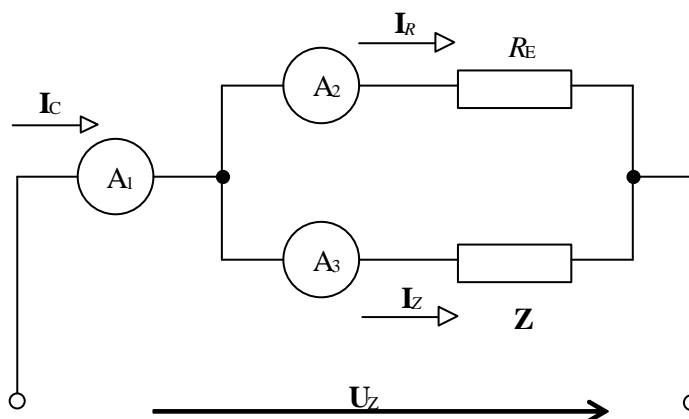 I_R
R_E
I_C
A_2
A_1
A_3
I_Z
Z
U_Z